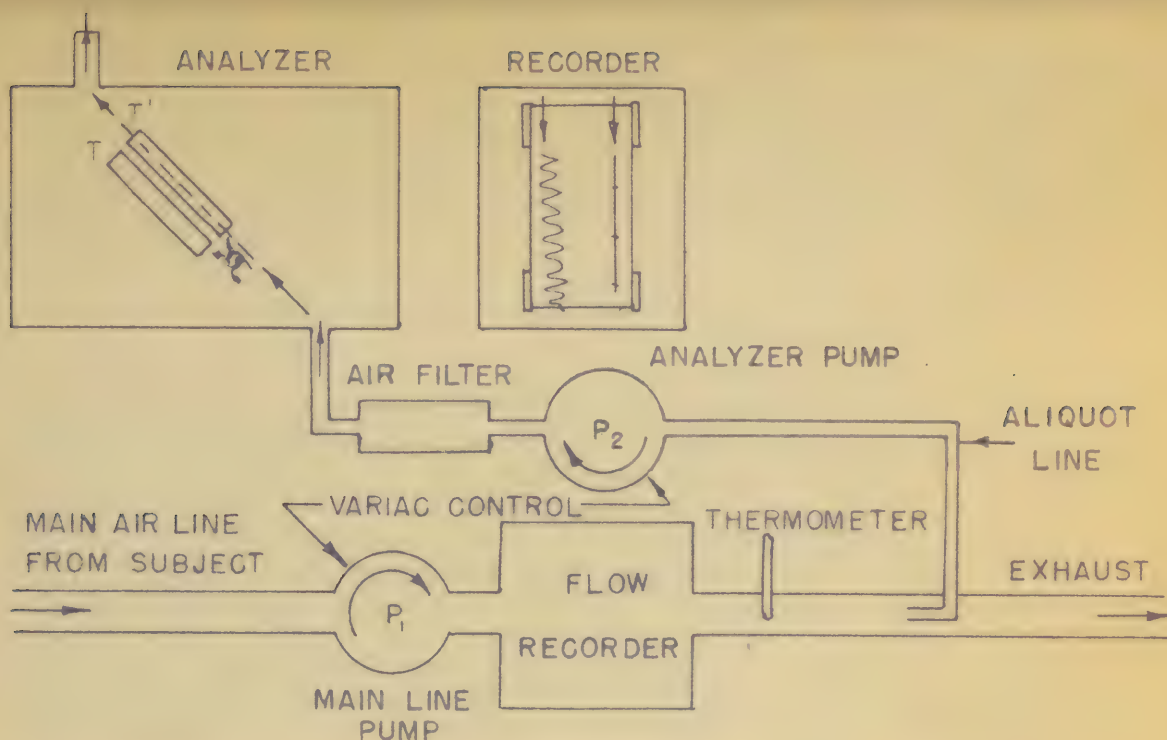 ANALYZER
RECORDER
T'
T
ANALYZER PUMP
AIR FILTER
P2
ALIQUOT
LINE
VARIAC CONTROL
THERMOMETER
MAIN AIR LINE
FROM SUBJECT
EXHAUST
FLOW
P1
RECORDER
MAIN LINE
PUMP